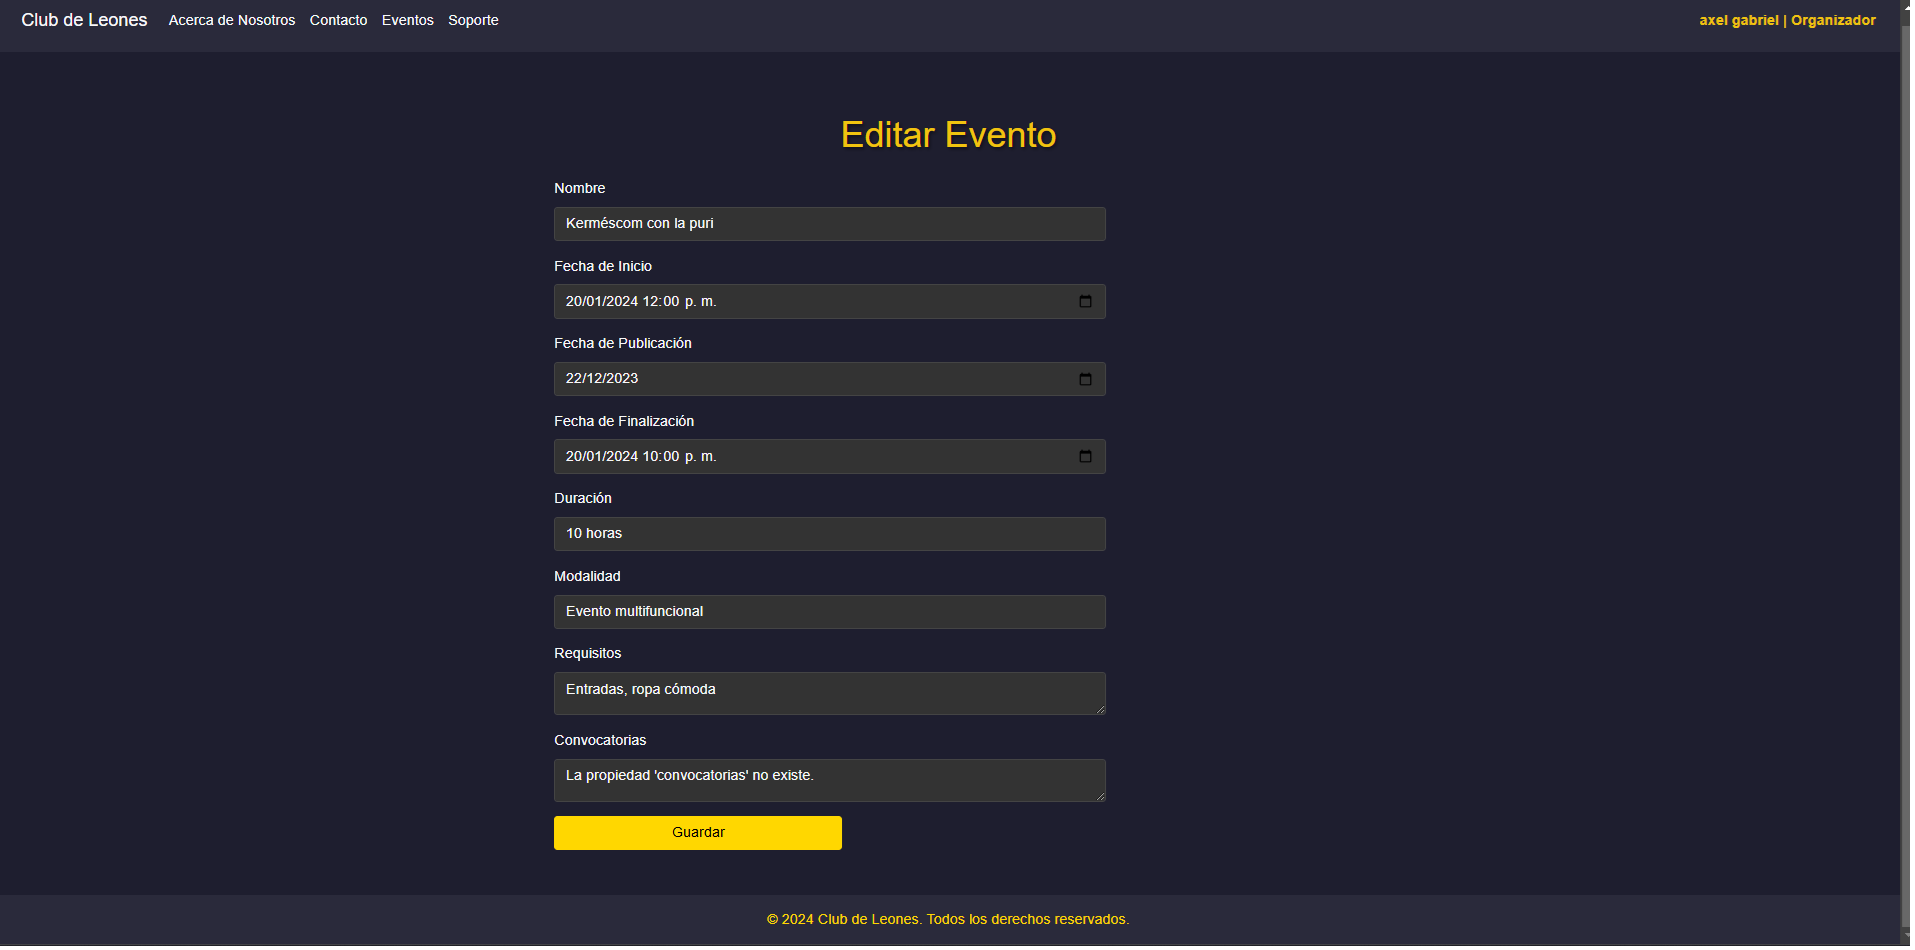 Club de Leones Acerca de Nosotros Contacto Eventos Soporte axel gabriel | Organizador
Editar Evento
Nombre
Kerméscom con la puri
Fecha de Inicio
20/01/2024 12:00 p. m.
Fecha de Publicación
22/12/2023
Fecha de Finalización
20/01/2024 10:00 p. m.
Duración
10 horas
Modalidad
Evento multifuncional
Requisitos
Entradas, ropa cómoda
Convocatorias
La propiedad 'convocatorias' no existe.
Guardar
© 2024 Club de Leones. Todos los derechos reservados.